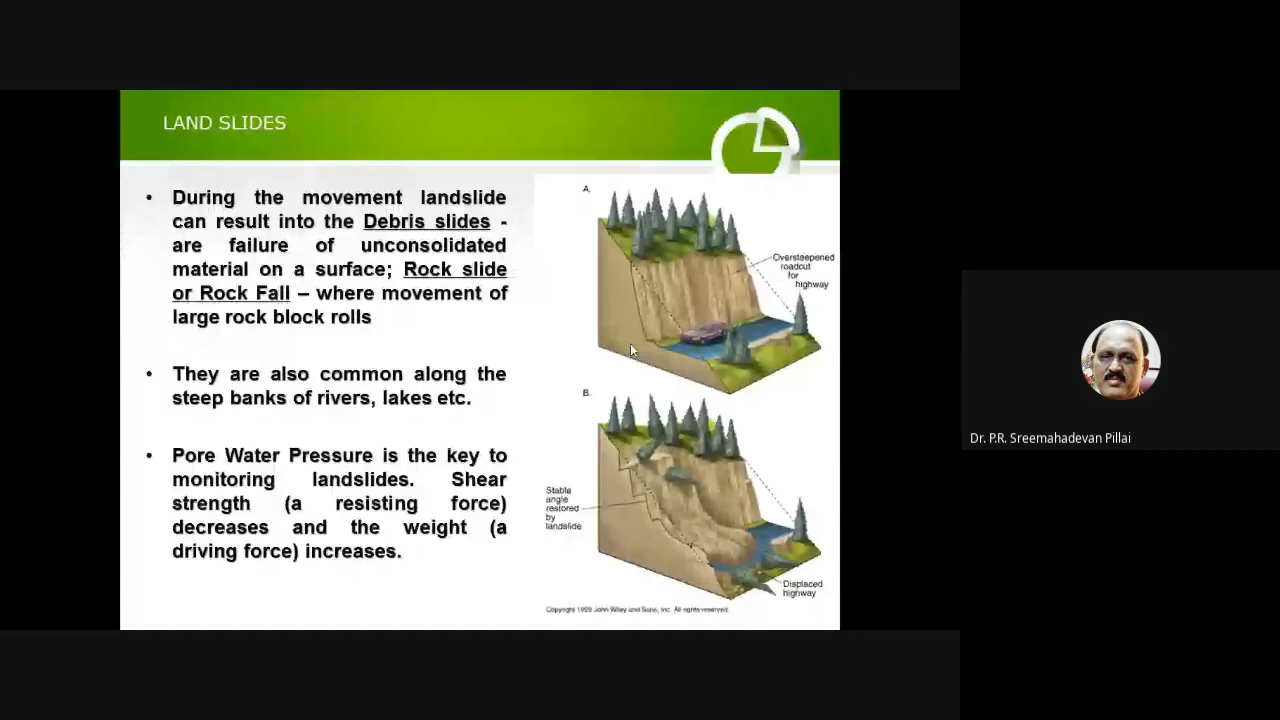 LAND SLIDES
• During the movement landslide
can result into the Debris slides -
are failure of unconsolidated
material on a surface; Rock slide
or Rock Fall – where movement of
large rock block rolls
• They are also common along the
steep banks of rivers, lakes etc.
• Pore Water Pressure is the key to
monitoring landslides. Shear
strength (a resisting force)
decreases and the weight (a
driving force) increases.
A.
Oversteepened
roadcut
for
highway
B.
Stable
angle
restored
by
landslide
Displaced
highway
Copyright 1999 John Wiley and Sons, Inc. All rights reserved
Dr. P.R. Sreemahadevan Pillai